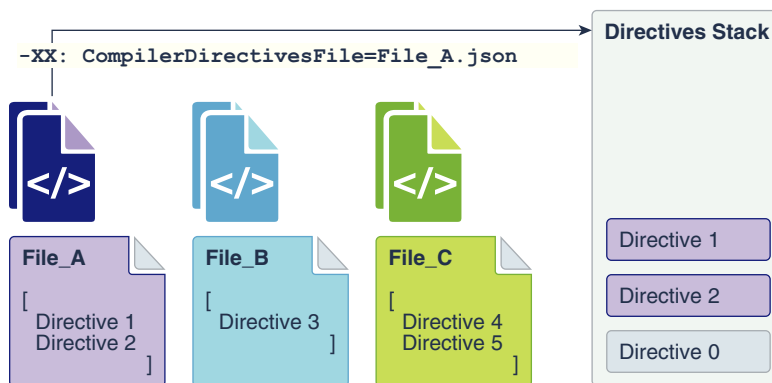 Directives Stack
-XX: CompilerDirectivesFile=File_A.json
</>
</>
</>
File_A
[
Directive 1
Directive 2
]
File_B
[
Directive 3
]
File_C
[
Directive 4
Directive 5
]
Directive 1
Directive 2
Directive 0